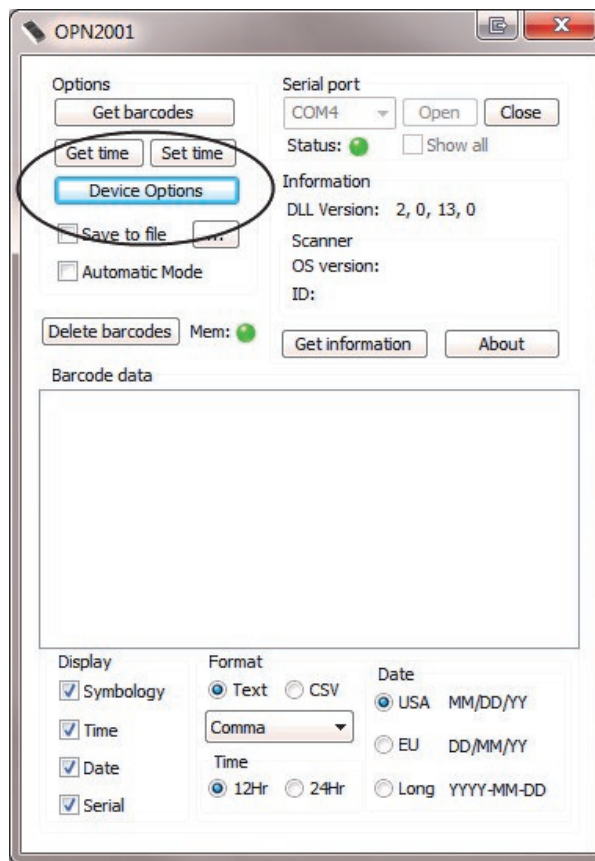 OPN2001
Options
Get barcodes
Get time Set time
Device Options
Save to file ...
Automatic Mode
Delete barcodes Mem:
Serial port
COM4 Open Close
Status: Show all
Information
DLL Version: 2, 0, 13, 0
Scanner
OS version:
ID:
Get information About
Barcode data
Display
Symbology
Time
Date
Serial
Format
Text CSV
Comma
Time
12Hr 24Hr
Date
USA MM/DD/YY
EU DD/MM/YY
Long YYYY-MM-DD